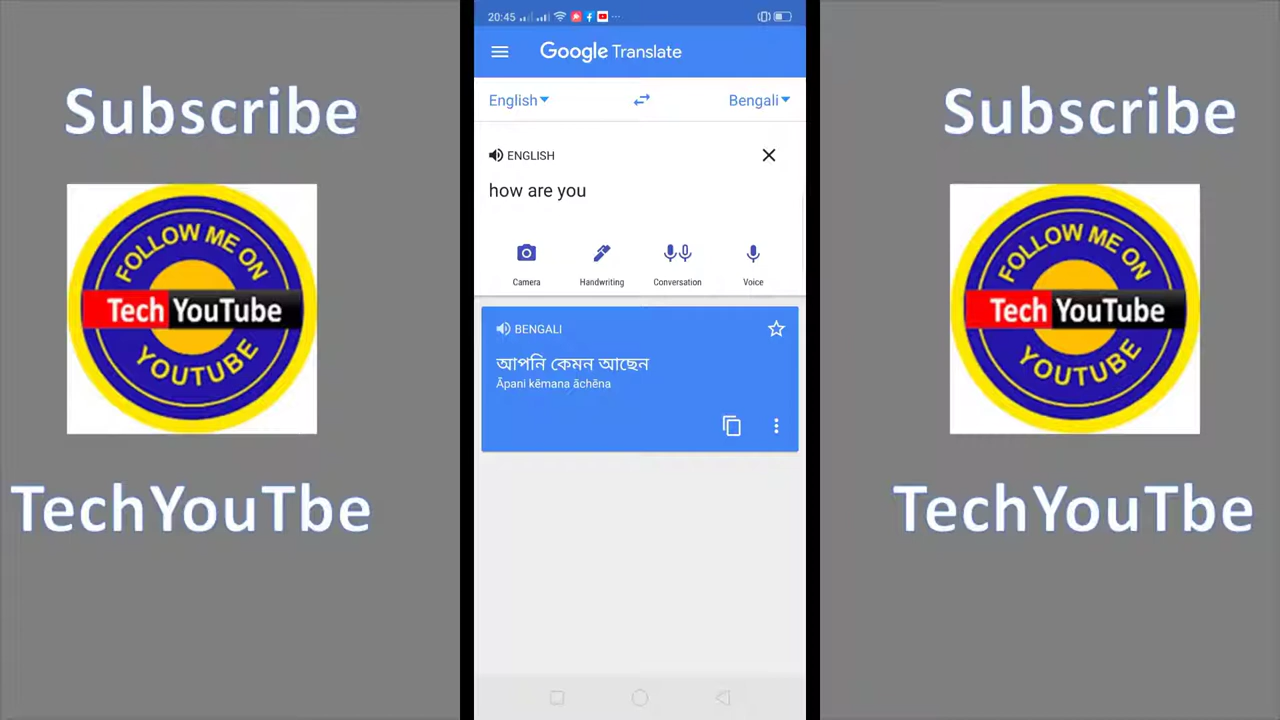 Subscribe
FOLLOW ME ON
Tech YouTube
YOUTUBE
TechYouTbe
20:45
Google Translate
English
Bengali
ENGLISH
how are you
Camera
Handwriting
Conversation
Voice
BENGALI
আপনি কেমন আছেন
Āpani kēmana āchēna
Subscribe
FOLLOW ME ON
Tech YouTube
YOUTUBE
TechYouTbe